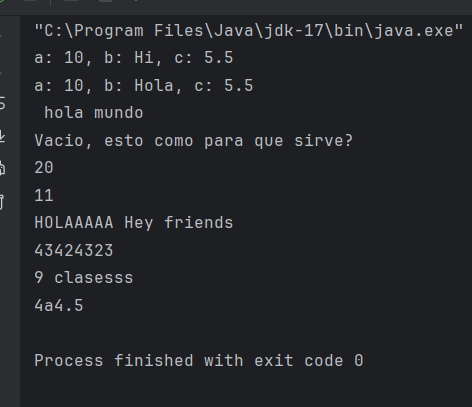 "C:\Program Files\Java\jdk-17\bin\java.exe"
a: 10, b: Hi, c: 5.5
a: 10, b: Hola, c: 5.5
 hola mundo
Vacio, esto como para que sirve?
20
11
HOLAAAAA Hey friends
43424323
9 clasesss
4a4.5

Process finished with exit code 0